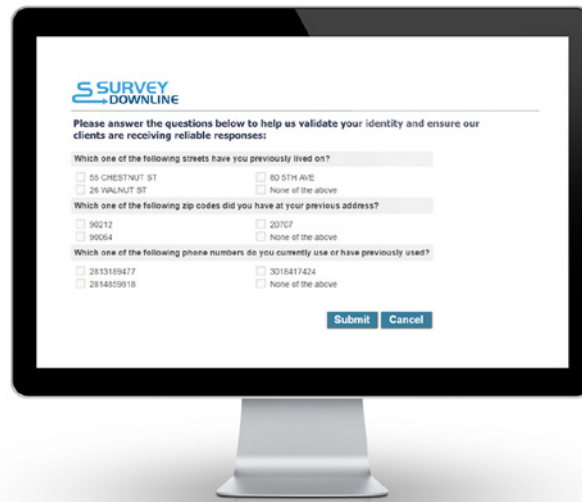 SURVEY
DOWNLINE
Please answer the questions below to help us validate your identity and ensure our
clients are receiving reliable responses:
Which one of the following streets have you previously lived on?
55 CHESTNUT ST 80 5TH AVE
26 WALNUT ST None of the above
Which one of the following zip codes did you have at your previous address?
90212 20707
90064 None of the above
Which one of the following phone numbers do you currently use or have previously used?
2813189477 3018417424
2814859818 None of the above
Submit Cancel